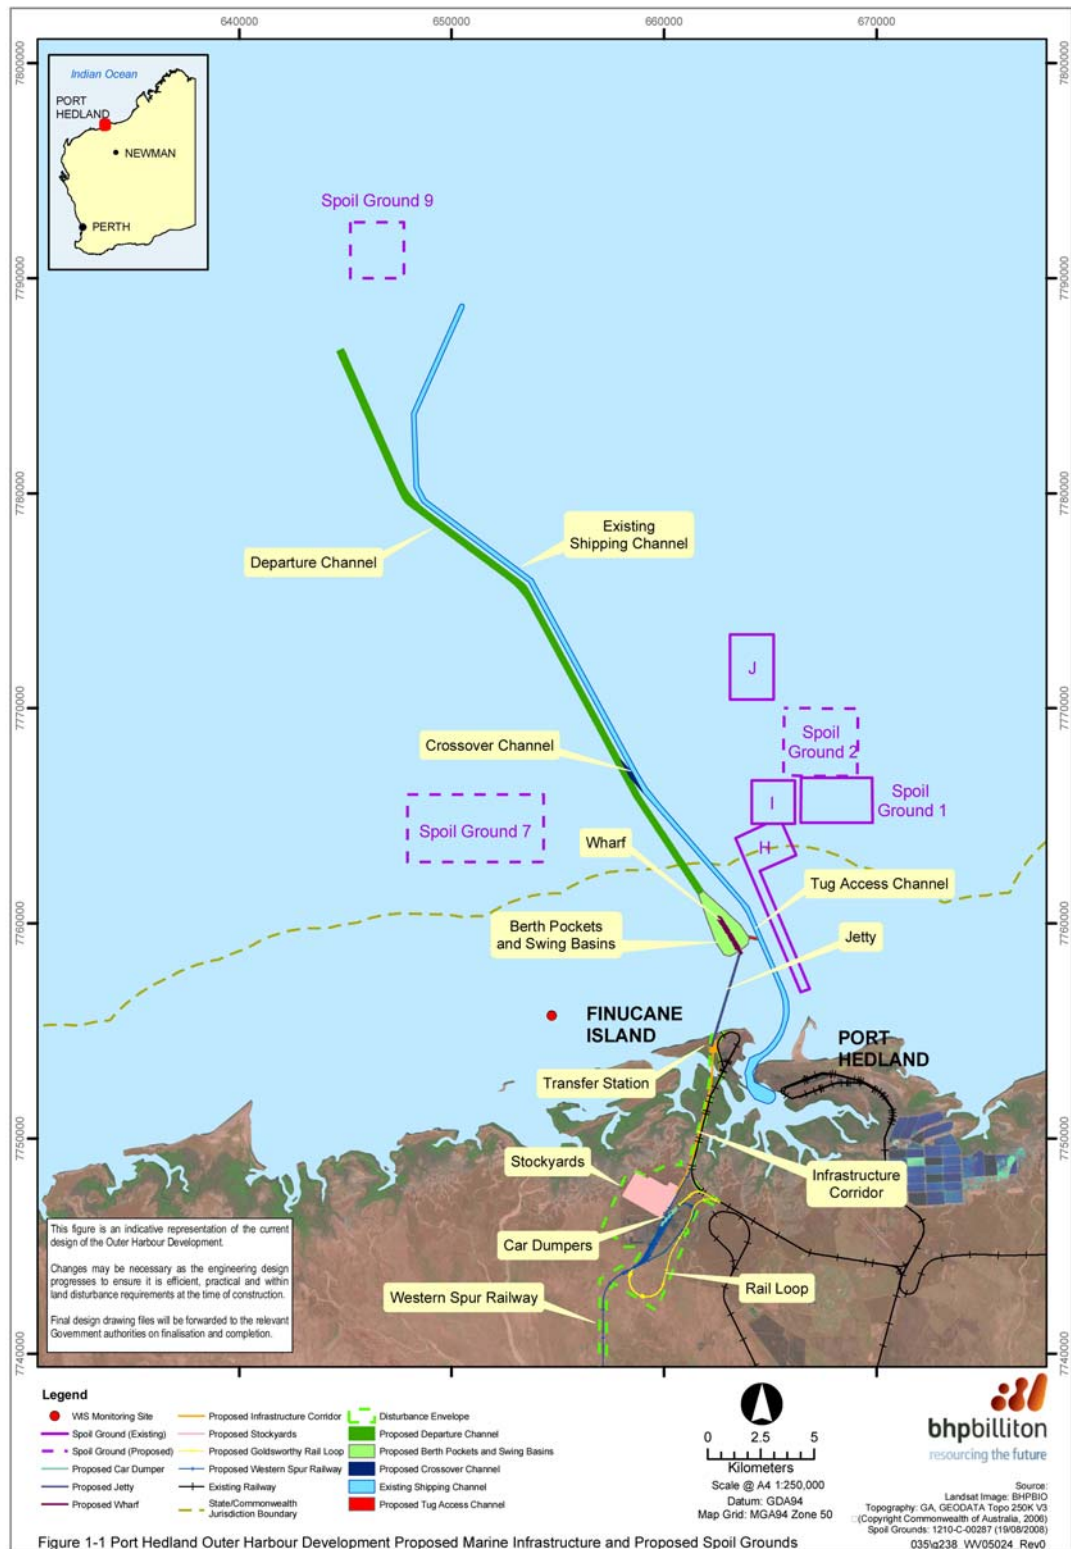 640000
650000
660000
670000
7800000
7800000
Indian Ocean
PORT
HEDLAND
NEWMAN
PERTH
Spoil Ground 9
7790000
7790000
7780000
7780000
Existing
Shipping Channel
Departure Channel
J
7770000
7770000
Spoil
Ground 2
Crossover Channel
I
Spoil
Ground 1
Spoil Ground 7
H
Wharf
Tug Access Channel
Berth Pockets
and Swing Basins
7760000
7760000
Jetty
FINUCANE
ISLAND
PORT
HEDLAND
Transfer Station
7750000
7750000
Stockyards
Infrastructure
Corridor
Car Dumpers
Rail Loop
Western Spur Railway
This figure is an indicative representation of the current
design of the Outer Harbour Development.
Changes may be necessary as the engineering design
progresses to ensure it is efficient, practical and within
land disturbance requirements at the time of construction.
Final design drawing files will be forwarded to the relevant
Government authorities on finalisation and completion.
7740000
7740000
Legend
WIS Monitoring Site
Spoil Ground (Existing)
Spoil Ground (Proposed)
Proposed Car Dumper
Proposed Jetty
Proposed Wharf
Proposed Infrastructure Corridor
Proposed Stockyards
Proposed Goldsworthy Rail Loop
Proposed Western Spur Railway
Existing Railway
State/Commonwealth
Jurisdiction Boundary
Disturbance Envelope
Proposed Departure Channel
Proposed Berth Pockets and Swing Basins
Proposed Crossover Channel
Existing Shipping Channel
Proposed Tug Access Channel
0 2.5 5
Kilometers
Scale @ A4 1:250,000
Datum: GDA94
Map Grid: MGA94 Zone 50
bhpbilliton
resourcing the future
Source:
Landsat Image: BHPBIO
Topography: GA, GEODATA Topo 250K V3
(Copyright Commonwealth of Australia, 2006)
Spoil Grounds: 1210-C-00287 (19/08/2008)
035\g238_WV05024_Rev0
Figure 1-1 Port Hedland Outer Harbour Development Proposed Marine Infrastructure and Proposed Spoil Grounds